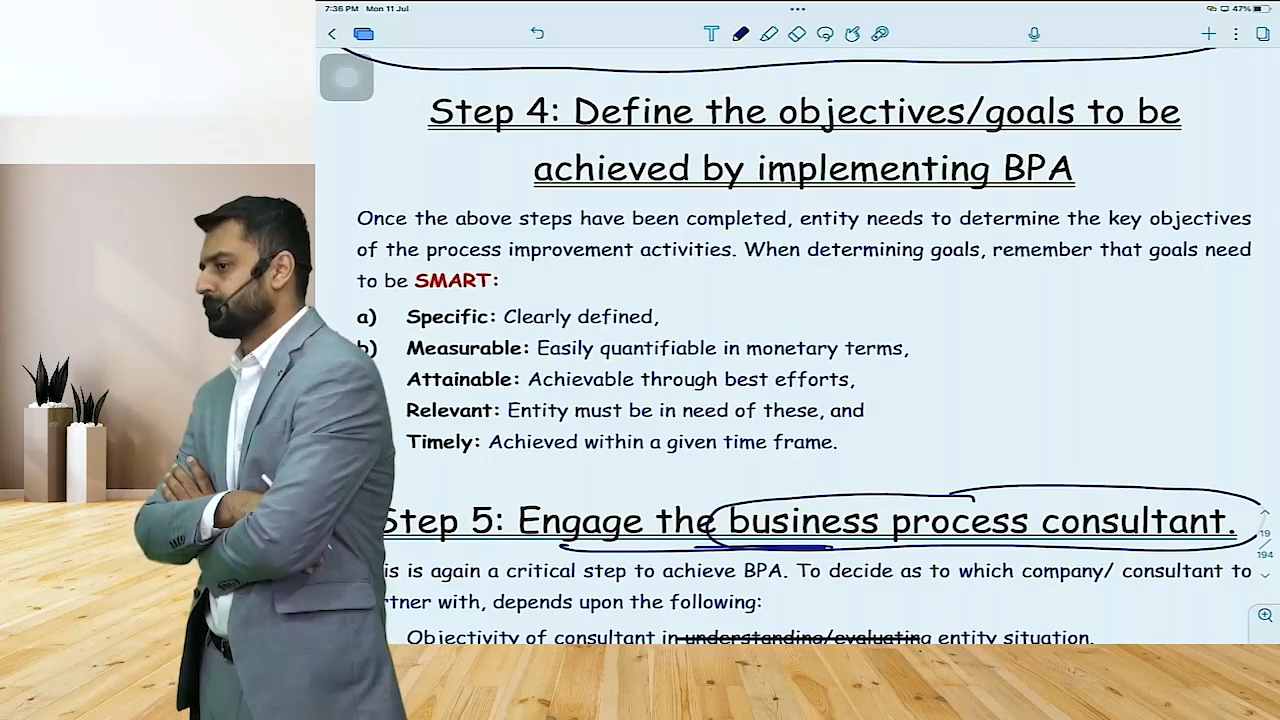 7:36 PM Mon 11 Jul
47%
Step 4: Define the objectives/goals to be
achieved by implementing BPA
Once the above steps have been completed, entity needs to determine the key objectives
of the process improvement activities. When determining goals, remember that goals need
to be SMART:
a) Specific: Clearly defined,
b) Measurable: Easily quantifiable in monetary terms,
Attainable: Achievable through best efforts,
Relevant: Entity must be in need of these, and
Timely: Achieved within a given time frame.
Step 5: Engage the business process consultant.
19
194
is is again a critical step to achieve BPA. To decide as to which company/ consultant to
rtner with, depends upon the following:
Objectivity of consultant in understanding/evaluating entity situation.